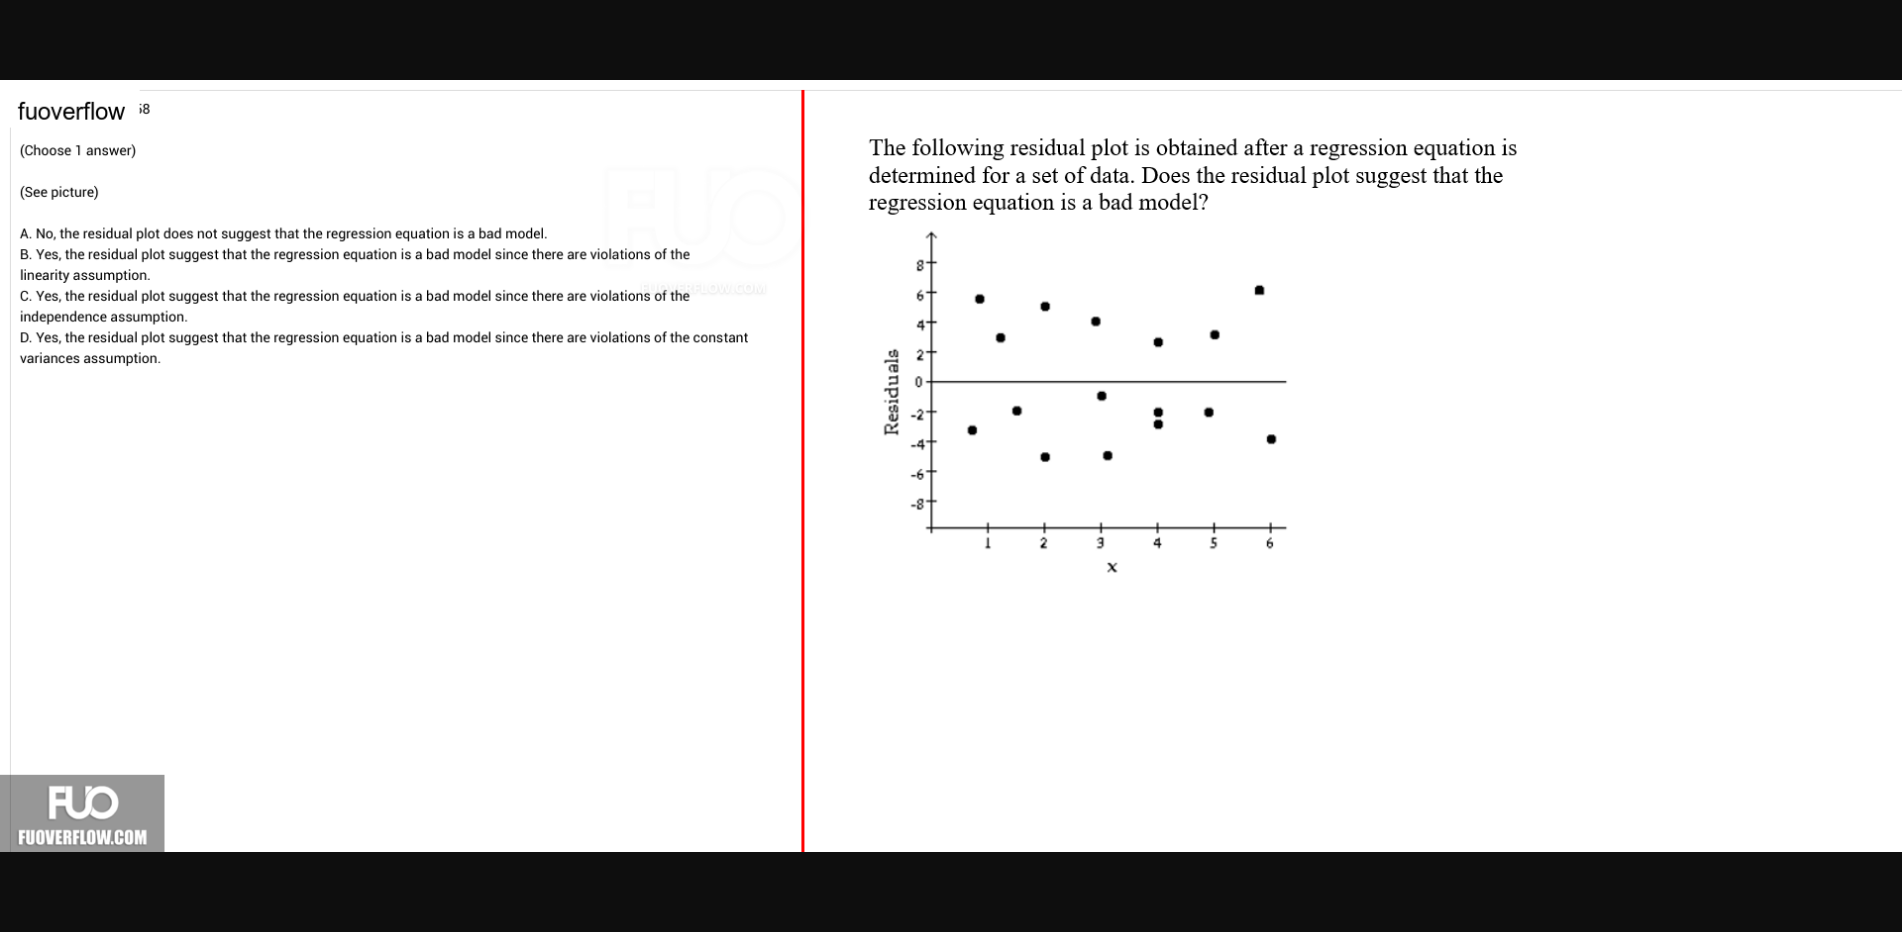 fuoverflow
58
(Choose 1 answer)
(See picture)
A. No, the residual plot does not suggest that the regression equation is a bad model.
B. Yes, the residual plot suggest that the regression equation is a bad model since there are violations of the
linearity assumption.
C. Yes, the residual plot suggest that the regression equation is a bad model since there are violations of the
independence assumption.
D. Yes, the residual plot suggest that the regression equation is a bad model since there are violations of the constant
variances assumption.
FUO
FUOVERFLOW.COM
The following residual plot is obtained after a regression equation is
determined for a set of data. Does the residual plot suggest that the
regression equation is a bad model?
8
6
4
2
0
-2
-4
-6
-8
Residuals
1 2 3 4 5 6
x
FUO
FUOVERFLOW.COM